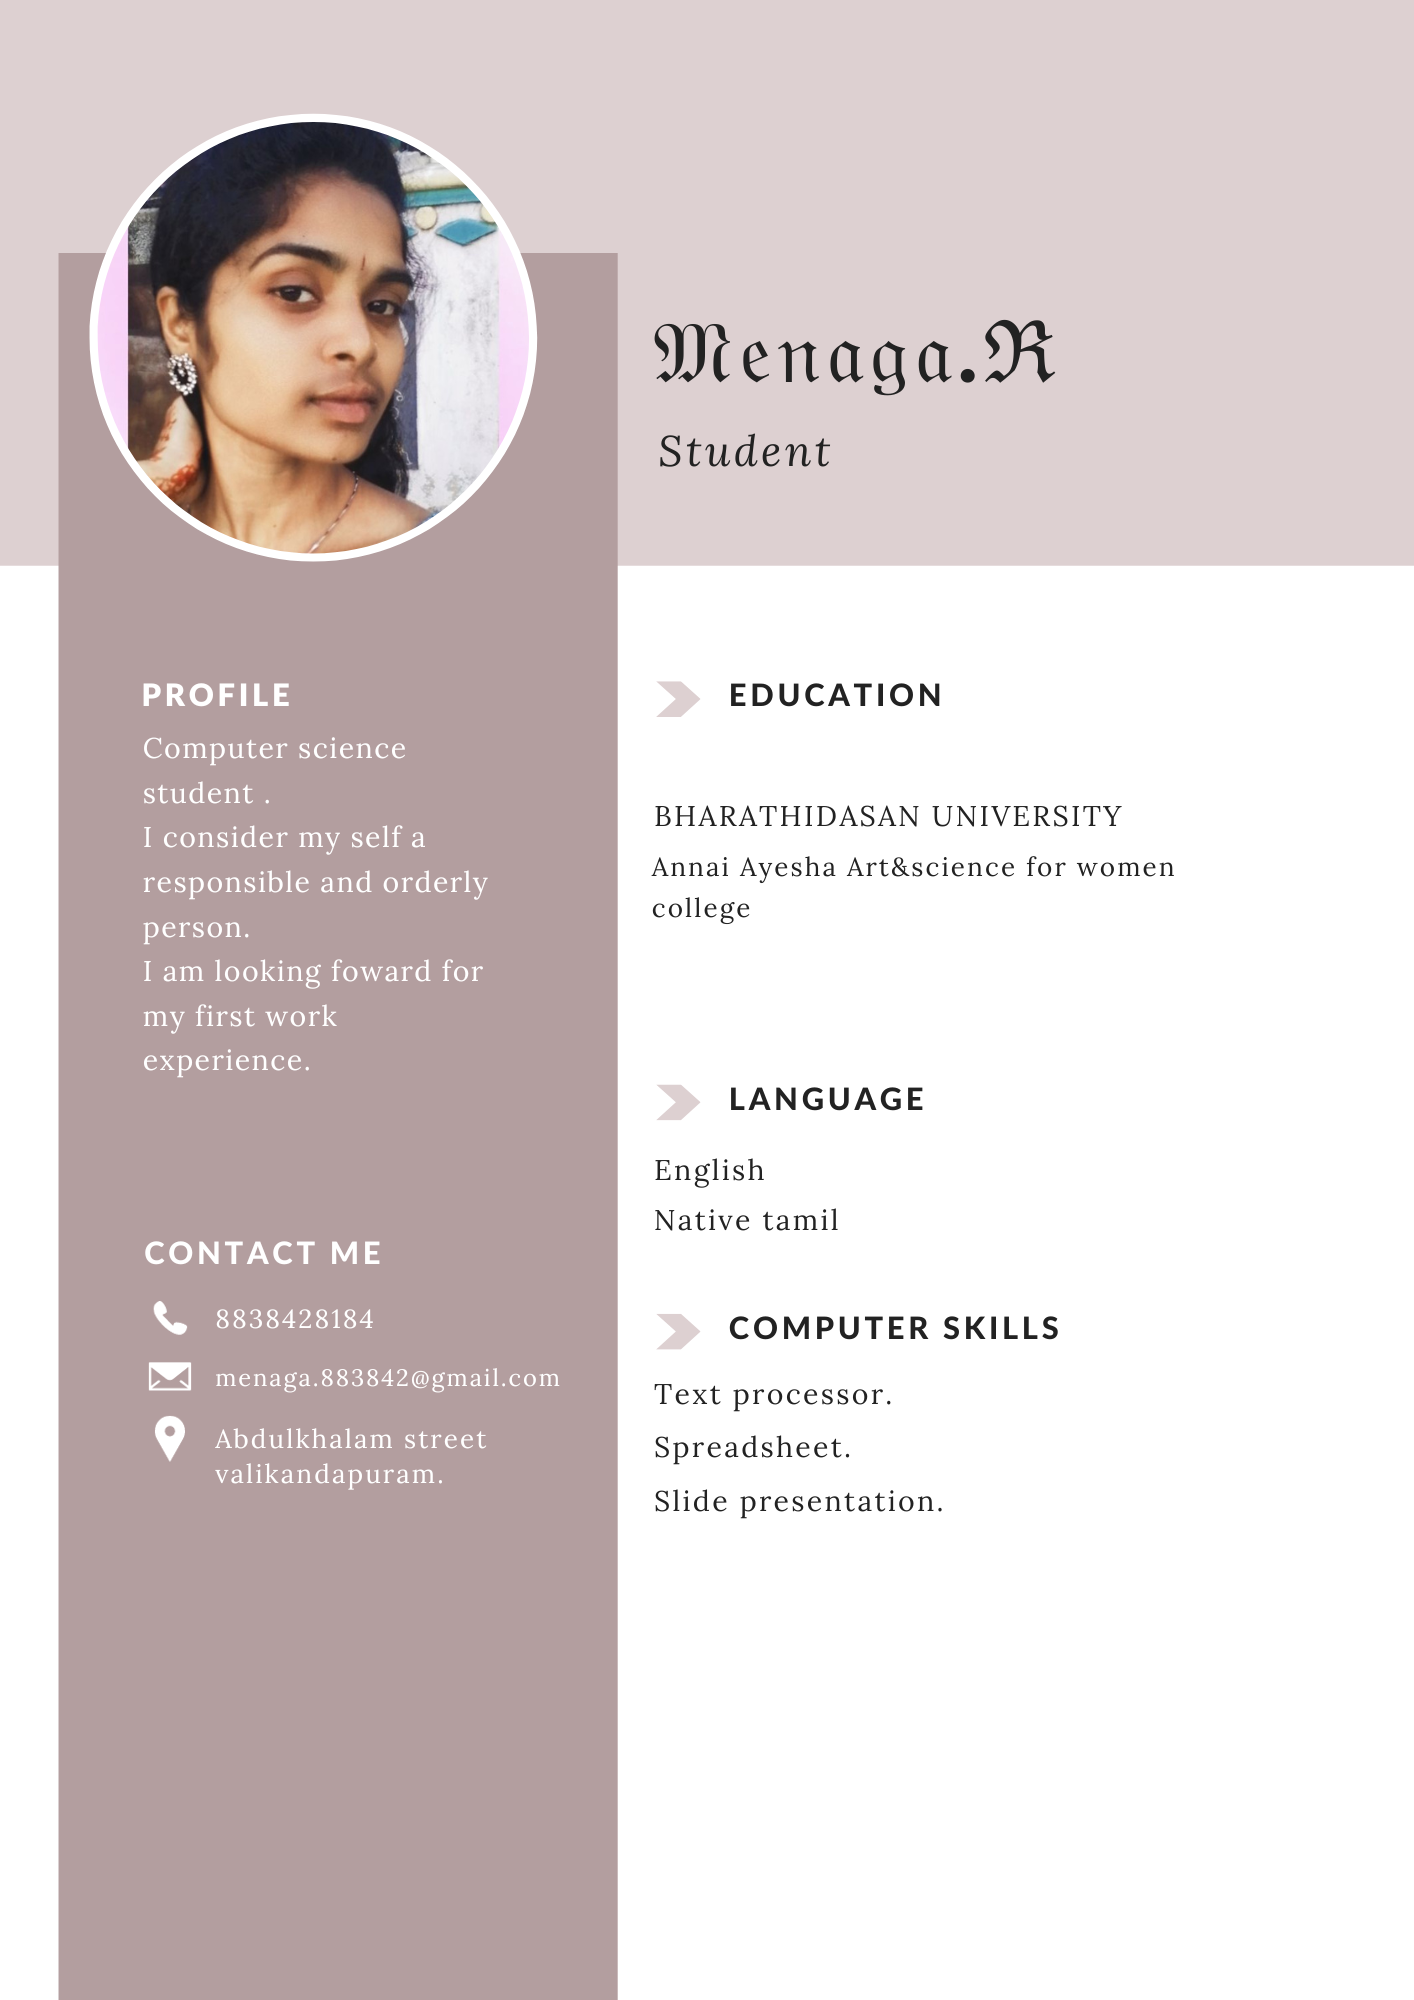 Menaga.R
Student
PROFILE
Computer science
student .
I consider my self a
responsible and orderly
person.
I am looking foward for
my first work
experience.
CONTACT ME
8838428184
menaga.883842@gmail.com
Abdulkhalam street
valikandapuram.
EDUCATION
BHARATHIDASAN UNIVERSITY
Annai Ayesha Art&science for women
college
LANGUAGE
English
Native tamil
COMPUTER SKILLS
Text processor.
Spreadsheet.
Slide presentation.